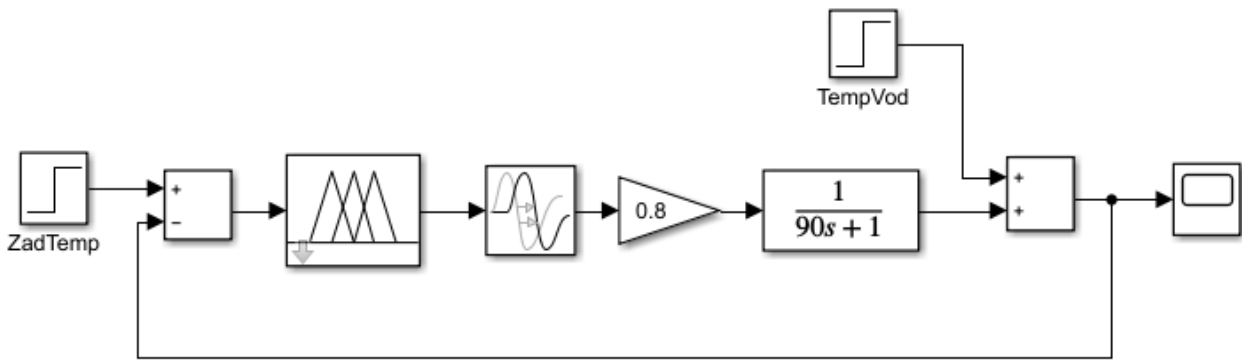 TempVod
ZadTemp
+
−
0.8
1
90s + 1
+
+